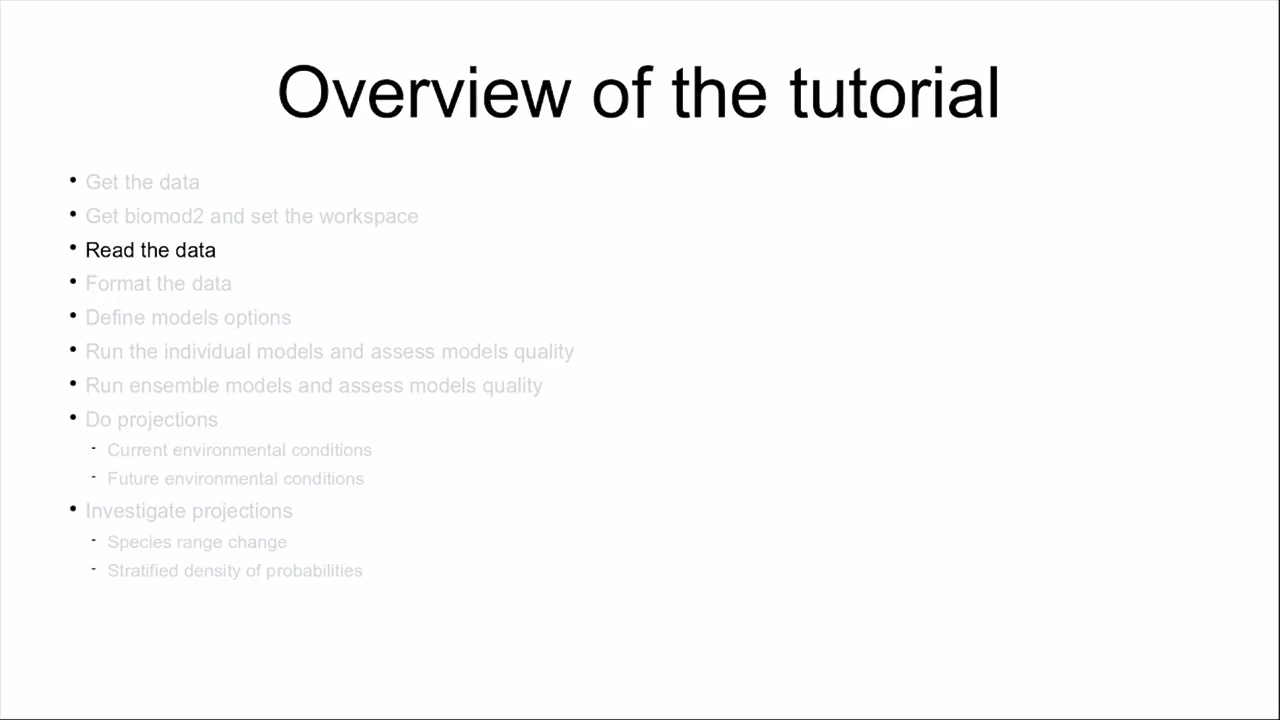 Overview of the tutorial
• Get the data
• Get biomod2 and set the workspace
• Read the data
• Format the data
• Define models options
• Run the individual models and assess models quality
• Run ensemble models and assess models quality
• Do projections
- Current environmental conditions
- Future environmental conditions
• Investigate projections
- Species range change
- Stratified density of probabilities